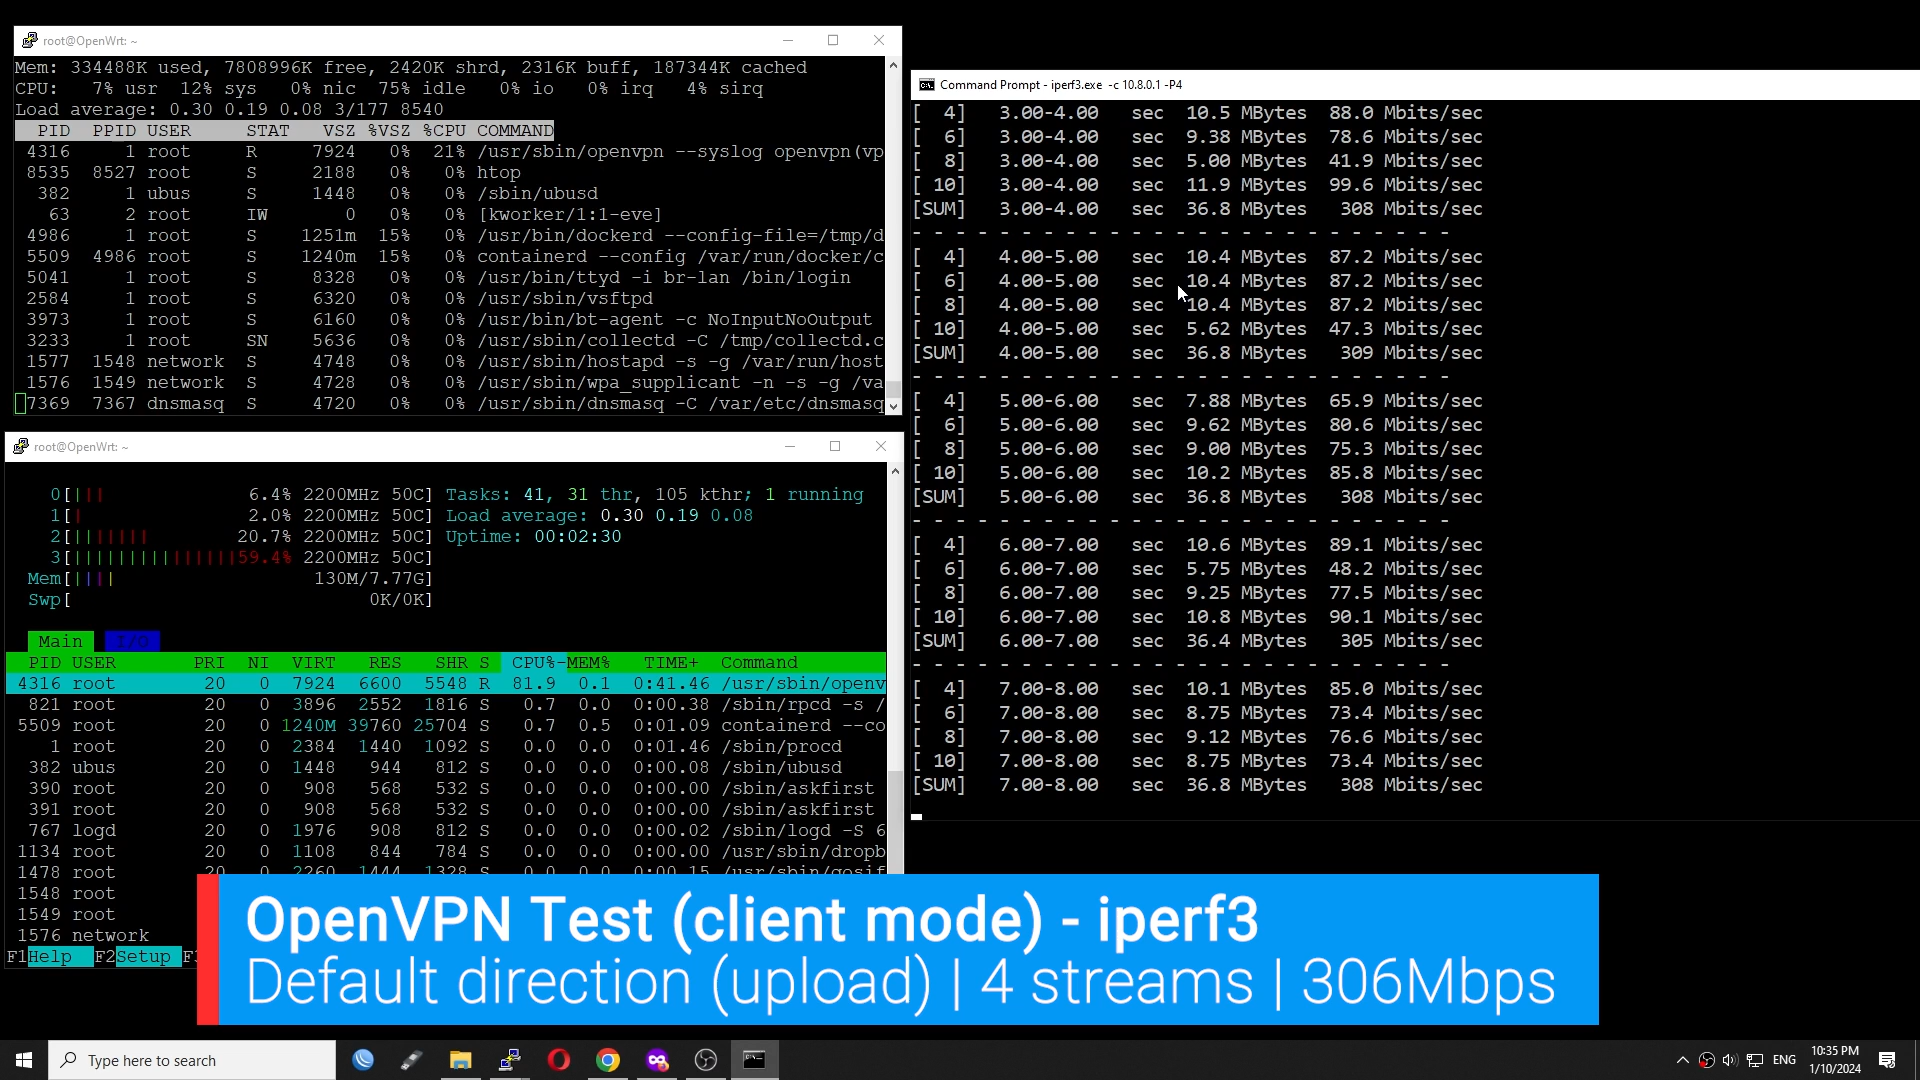 root@OpenWrt: ~
Mem: 334488K used, 7808996K free, 2420K shrd, 2316K buff, 187344K cached
CPU:   7% usr  12% sys   0% nic  75% idle   0% io   0% irq   4% sirq
Load average: 0.30 0.19 0.08 3/177 8540
PID  PPID USER     STAT   VSZ %VSZ %CPU COMMAND
4316     1 root     R     7924   0%  21% /usr/sbin/openvpn --syslog openvpn(vp
8535  8527 root     S     2188   0%   0% htop
382     1 ubus     S     1448   0%   0% /sbin/ubusd
63     2 root     IW       0   0%   0% [kworker/1:1-eve]
4986     1 root     S    1251m  15%   0% /usr/bin/dockerd --config-file=/tmp/d
5509  4986 root     S    1240m  15%   0% containerd --config /var/run/docker/c
5041     1 root     S     8328   0%   0% /usr/bin/ttyd -i br-lan /bin/login
2584     1 root     S     6320   0%   0% /usr/sbin/vsftpd
3973     1 root     S     6160   0%   0% /usr/bin/bt-agent -c NoInputNoOutput
3233     1 root     SN    5636   0%   0% /usr/sbin/collectd -C /tmp/collectd.c
1577  1548 network  S     4748   0%   0% /usr/sbin/hostapd -s -g /var/run/host
1576  1549 network  S     4728   0%   0% /usr/sbin/wpa_supplicant -n -s -g /va
7369  7367 dnsmasq  S     4720   0%   0% /usr/sbin/dnsmasq -C /var/etc/dnsmasq
root@OpenWrt: ~
0[||| 6.4% 2200MHz 50C] Tasks: 41, 31 thr, 105 kthr; 1 running
1[| 2.0% 2200MHz 50C] Load average: 0.30 0.19 0.08
2[||||||| 20.7% 2200MHz 50C] Uptime: 00:02:30
3[|||||||||||||||59.4% 2200MHz 50C]
Mem[|||| 130M/7.77G]
Swp[ 0K/0K]
Main I/O
PID USER PRI NI VIRT RES SHR S CPU%-MEM% TIME+ Command
4316 root 20 0 7924 6600 5548 R 81.9 0.1 0:41.46 /usr/sbin/openv
821 root 20 0 3896 2552 1816 S 0.7 0.0 0:00.38 /sbin/rpcd -s /
5509 root 20 0 1240M 39760 25704 S 0.7 0.5 0:01.09 containerd --co
1 root 20 0 2384 1440 1092 S 0.0 0.0 0:01.46 /sbin/procd
382 ubus 20 0 1448 944 812 S 0.0 0.0 0:00.08 /sbin/ubusd
390 root 20 0 908 568 532 S 0.0 0.0 0:00.00 /sbin/askfirst
391 root 20 0 908 568 532 S 0.0 0.0 0:00.00 /sbin/askfirst
767 logd 20 0 1976 908 812 S 0.0 0.0 0:00.02 /sbin/logd -S 6
1134 root 20 0 1108 844 784 S 0.0 0.0 0:00.00 /usr/sbin/dropb
1478 root 20 0 2260 1444 1328 S 0.0 0.0 0:00.15
1548 root
1549 root
1576 network
F1Help F2Setup F3
Command Prompt - iperf3.exe -c 10.8.0.1 -P4
[  4]   3.00-4.00   sec  10.5 MBytes  88.0 Mbits/sec
[  6]   3.00-4.00   sec  9.38 MBytes  78.6 Mbits/sec
[  8]   3.00-4.00   sec  5.00 MBytes  41.9 Mbits/sec
[ 10]   3.00-4.00   sec  11.9 MBytes  99.6 Mbits/sec
[SUM]   3.00-4.00   sec  36.8 MBytes   308 Mbits/sec
- - - - - - - - - - - - - - - - - - - - - - - - -
[  4]   4.00-5.00   sec  10.4 MBytes  87.2 Mbits/sec
[  6]   4.00-5.00   sec  10.4 MBytes  87.2 Mbits/sec
[  8]   4.00-5.00   sec  10.4 MBytes  87.2 Mbits/sec
[ 10]   4.00-5.00   sec  5.62 MBytes  47.3 Mbits/sec
[SUM]   4.00-5.00   sec  36.8 MBytes   309 Mbits/sec
- - - - - - - - - - - - - - - - - - - - - - - - -
[  4]   5.00-6.00   sec  7.88 MBytes  65.9 Mbits/sec
[  6]   5.00-6.00   sec  9.62 MBytes  80.6 Mbits/sec
[  8]   5.00-6.00   sec  9.00 MBytes  75.3 Mbits/sec
[ 10]   5.00-6.00   sec  10.2 MBytes  85.8 Mbits/sec
[SUM]   5.00-6.00   sec  36.8 MBytes   308 Mbits/sec
- - - - - - - - - - - - - - - - - - - - - - - - -
[  4]   6.00-7.00   sec  10.6 MBytes  89.1 Mbits/sec
[  6]   6.00-7.00   sec  5.75 MBytes  48.2 Mbits/sec
[  8]   6.00-7.00   sec  9.25 MBytes  77.5 Mbits/sec
[ 10]   6.00-7.00   sec  10.8 MBytes  90.1 Mbits/sec
[SUM]   6.00-7.00   sec  36.4 MBytes   305 Mbits/sec
- - - - - - - - - - - - - - - - - - - - - - - - -
[  4]   7.00-8.00   sec  10.1 MBytes  85.0 Mbits/sec
[  6]   7.00-8.00   sec  8.75 MBytes  73.4 Mbits/sec
[  8]   7.00-8.00   sec  9.12 MBytes  76.6 Mbits/sec
[ 10]   7.00-8.00   sec  8.75 MBytes  73.4 Mbits/sec
[SUM]   7.00-8.00   sec  36.8 MBytes   308 Mbits/sec
OpenVPN Test (client mode) - iperf3
Default direction (upload) | 4 streams | 306Mbps
Type here to search
ENG
10:35 PM
1/10/2024